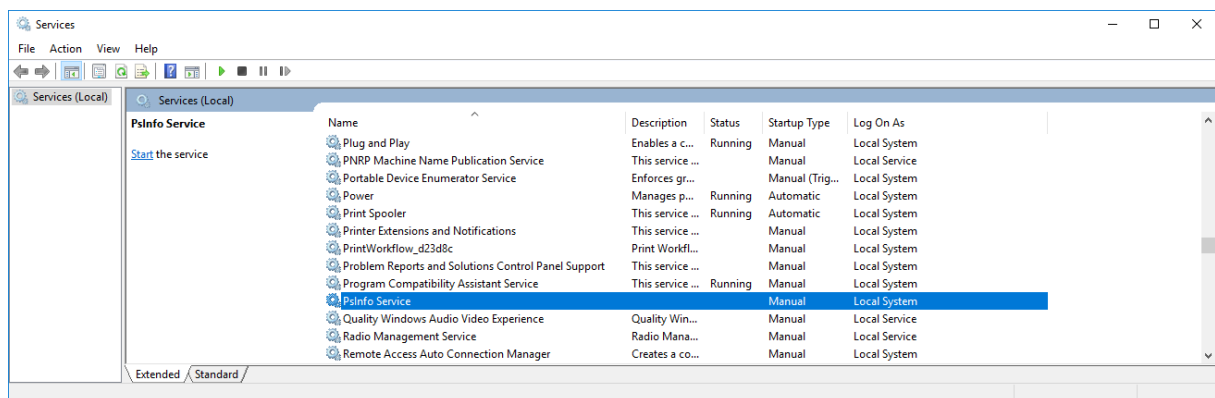 Services
File Action View Help
Services (Local)
Services (Local)
PsInfo Service
Start the service
Name Description Status Startup Type Log On As
Plug and Play Enables a c... Running Manual Local System
PNRP Machine Name Publication Service This service ... Manual Local Service
Portable Device Enumerator Service Enforces gr... Manual (Trig... Local System
Power Manages p... Running Automatic Local System
Print Spooler This service ... Running Automatic Local System
Printer Extensions and Notifications This service ... Manual Local System
PrintWorkflow_d23d8c Print Workfl... Manual Local System
Problem Reports and Solutions Control Panel Support This service ... Manual Local System
Program Compatibility Assistant Service This service ... Running Manual Local System
PsInfo Service Manual Local System
Quality Windows Audio Video Experience Quality Win... Manual Local Service
Radio Management Service Radio Mana... Manual Local Service
Remote Access Auto Connection Manager Creates a co... Manual Local System
Extended Standard